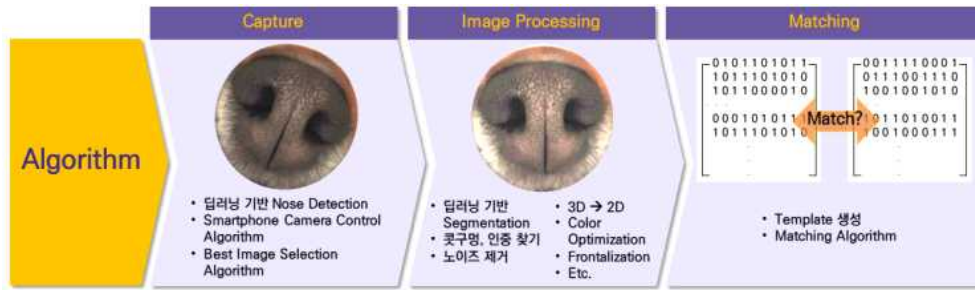 Algorithm
Capture
• 딥러닝 기반 Nose Detection
• Smartphone Camera Control
Algorithm
• Best Image Selection
Algorithm
Image Processing
• 딥러닝 기반
Segmentation
• 콧구멍, 인중 찾기
• 노이즈 제거
• 3D → 2D
• Color
Optimization
• Frontalization
• Etc.
Matching
0101101011
1011101010
1011000010
0001010111
1011101010
Match?
0011110001
0111001110
1001001010
1011010011
1001000111
• Template 생성
• Matching Algorithm